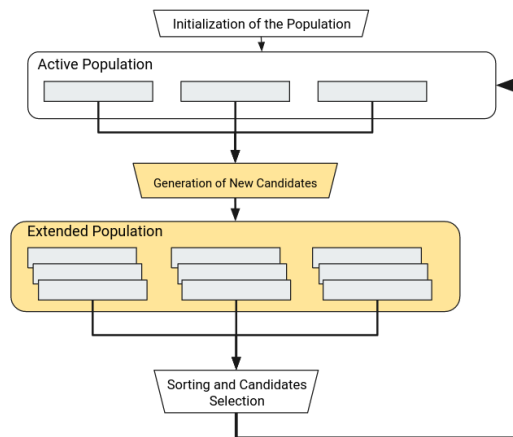 Initialization of the Population
Active Population
Generation of New Candidates
Extended Population
Sorting and Candidates
Selection